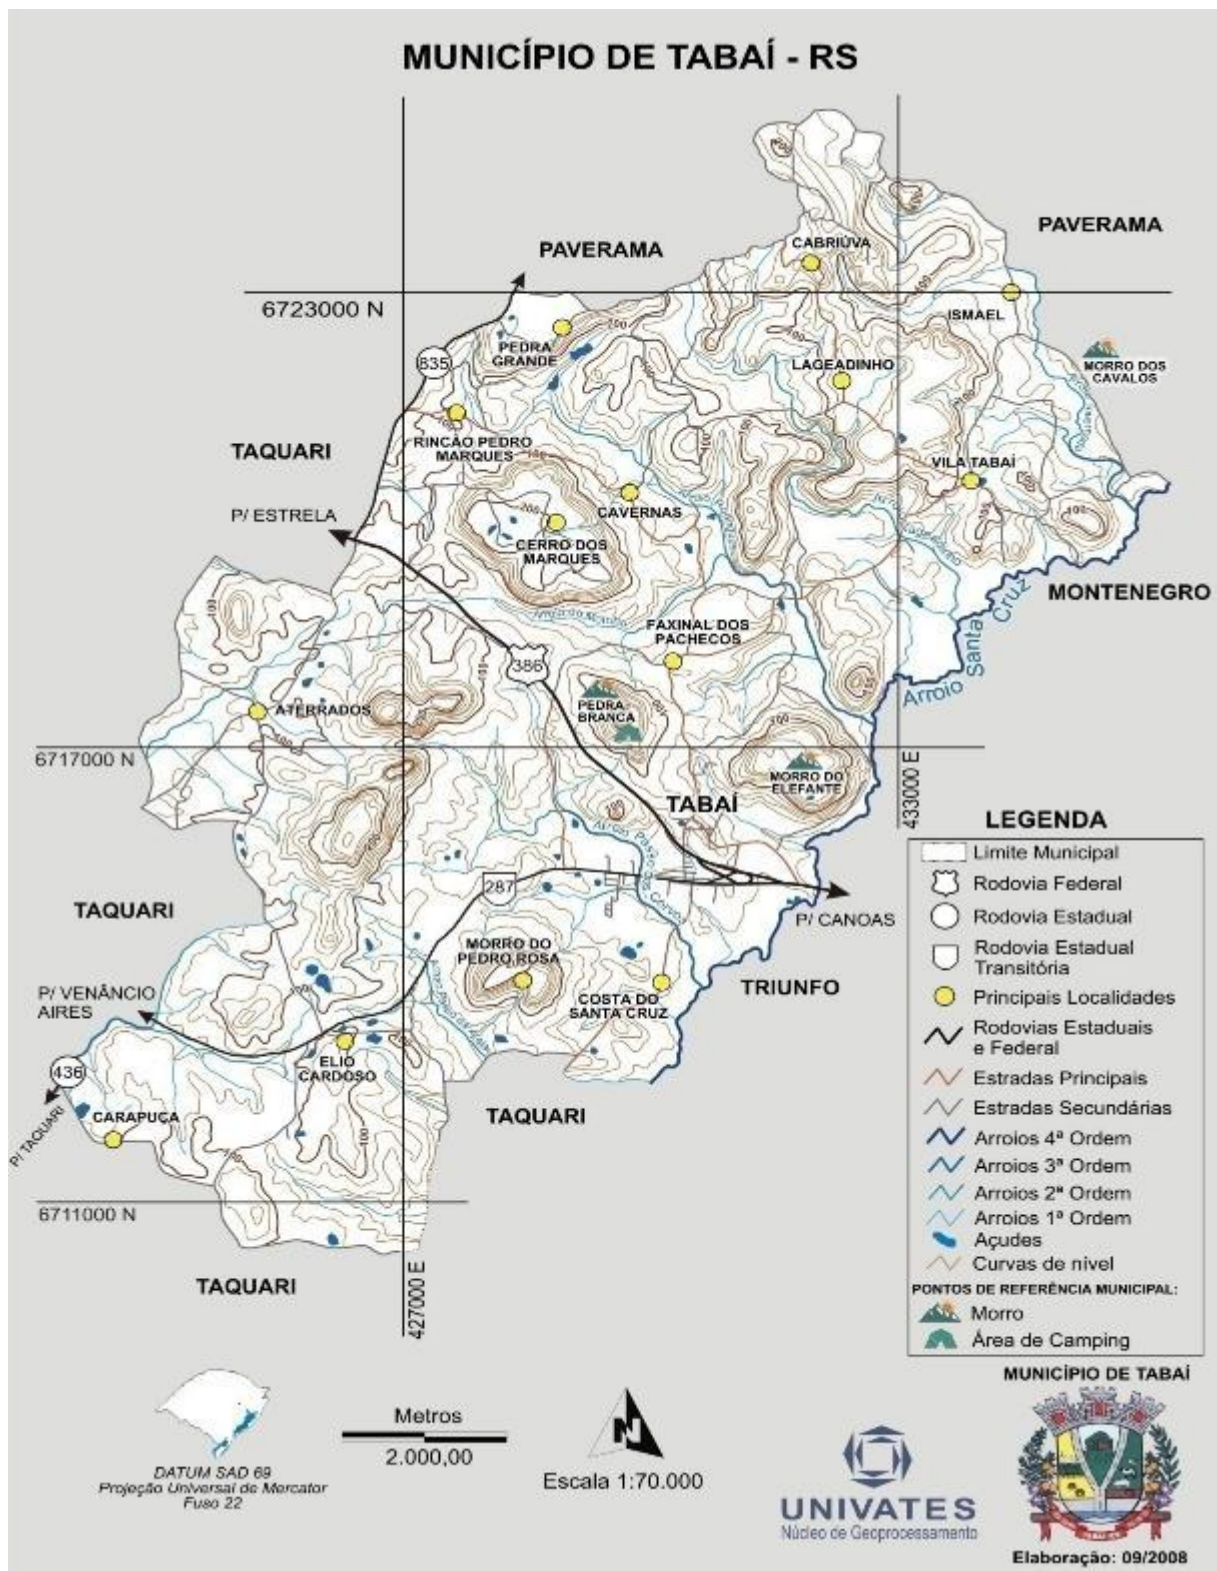 MUNICÍPIO DE TABAÍ - RS
PAVERAMA
PAVERAMA
CABRIÚVA
6723000 N
ISMAEL
PEDRA
GRANDE
835
LAGEADINHO
MORRO DOS
CAVALOS
TAQUARI
RINCÃO PEDRO
MARQUES
VILA TABAÍ
P/ ESTRELA
CAVERNAS
CERRO DOS
MARQUES
MONTENEGRO
Arroio Santa Cruz
FAXINAL DOS
PACHECOS
386
PEDRA
BRANCA
ATERRADOS
6717000 N
MORRO DO
ELEFANTE
433000 E
TABAÍ
Arroio Passo do Corvo
287
TAQUARI
P/ CANOAS
MORRO DO
PEDRO ROSA
COSTA DO
SANTA CRUZ
TRIUNFO
P/ VENÂNCIO
AIRES
ELIO
CARDOSO
436
P/ TAQUARI
CARAPUÇA
TAQUARI
6711000 N
TAQUARI
427000 E
LEGENDA
Limite Municipal
Rodovia Federal
Rodovia Estadual
Rodovia Estadual
Transitória
Principais Localidades
Rodovias Estaduais
e Federal
Estradas Principais
Estradas Secundárias
Arroios 4ª Ordem
Arroios 3ª Ordem
Arroios 2ª Ordem
Arroios 1ª Ordem
Açudes
Curvas de nível
PONTOS DE REFERÊNCIA MUNICIPAL:
Morro
Área de Camping
DATUM SAD 69
Projeção Universal de Mercator
Fuso 22
Metros
2.000,00
N
Escala 1:70.000
UNIVATES
Núcleo de Geoprocessamento
MUNICÍPIO DE TABAÍ
Elaboração: 09/2008